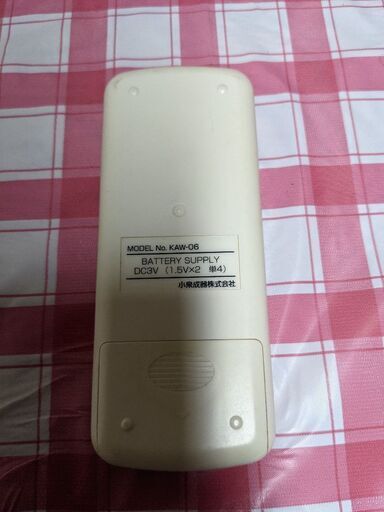 MODEL No. KAW-06
BATTERY SUPPLY
DC3V (1.5V×2 単4)
小泉成器株式会社